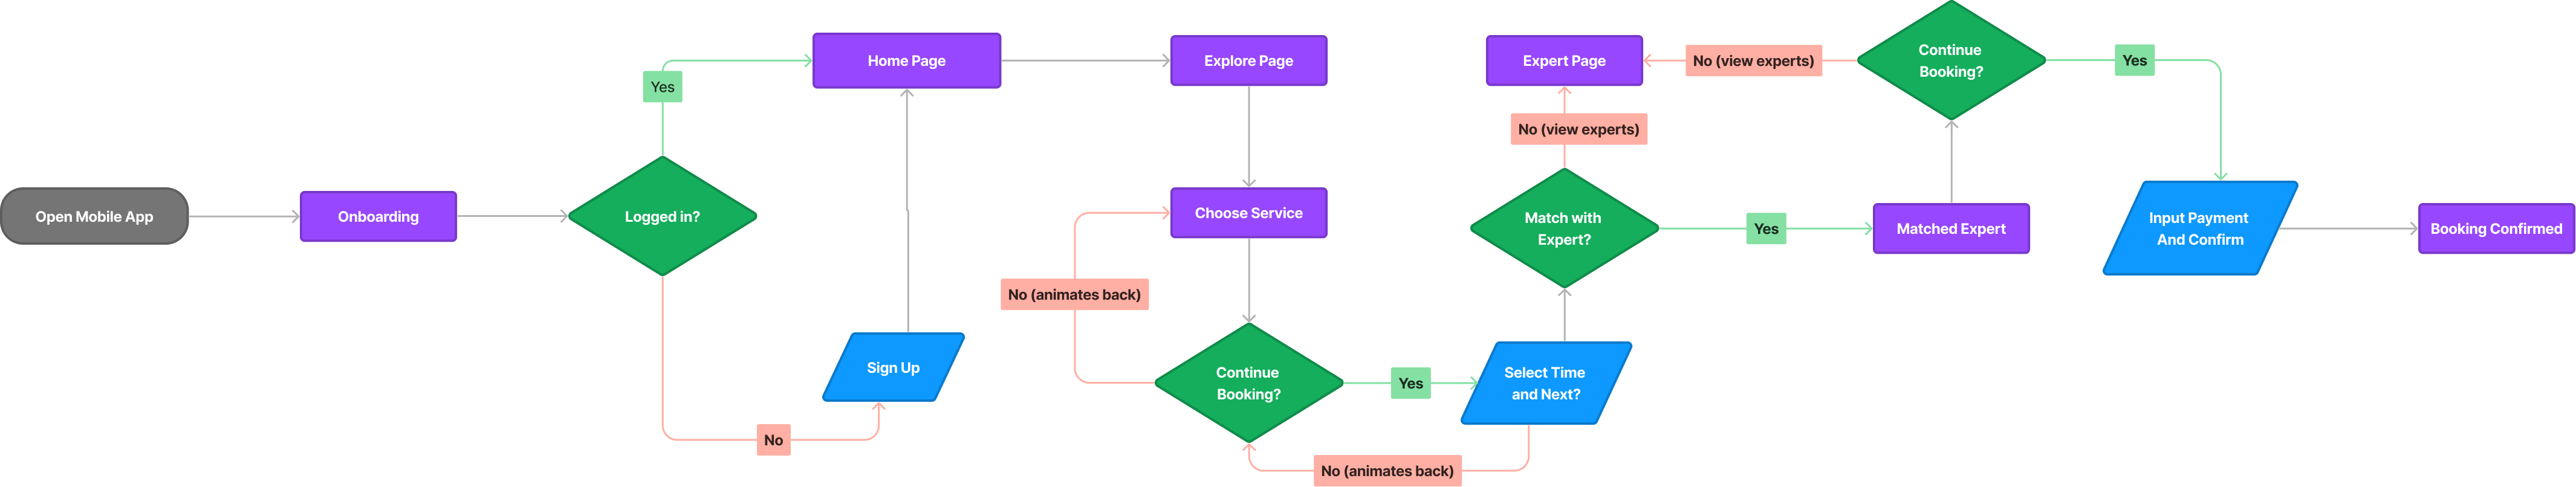 Open Mobile App
Onboarding
Logged in?
Yes
No
Sign Up
Home Page
Explore Page
Choose Service
No (animates back)
Continue
Booking?
Yes
Select Time
and Next?
No (animates back)
Match with
Expert?
No (view experts)
Expert Page
Yes
Matched Expert
Continue
Booking?
No (view experts)
Yes
Input Payment
And Confirm
Booking Confirmed